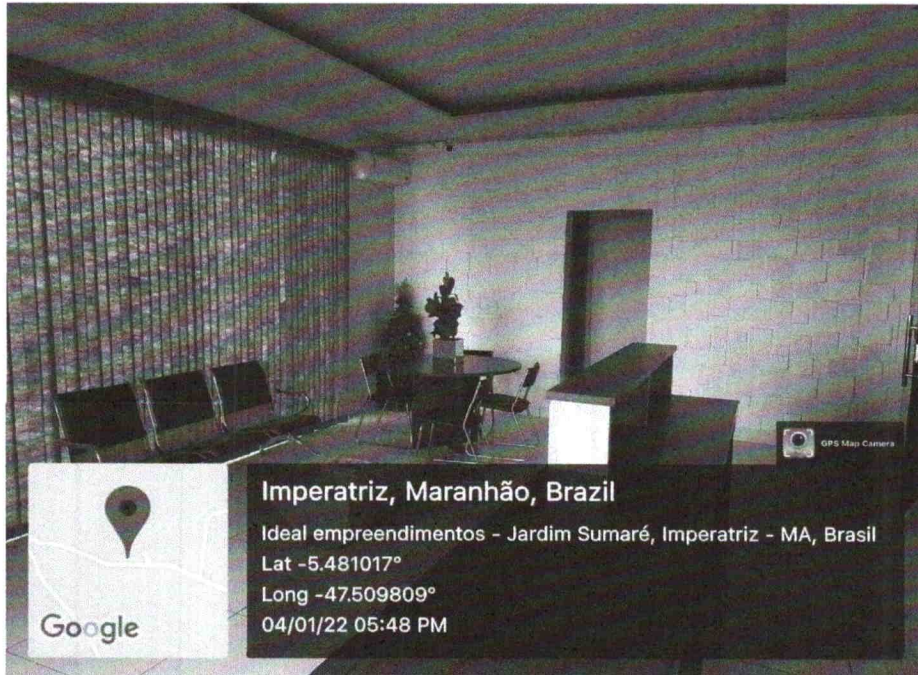 GPS Map Camera
Imperatriz, Maranhão, Brazil
Ideal empreendimentos - Jardim Sumaré, Imperatriz - MA, Brasil
Lat -5.481017°
Long -47.509809°
04/01/22 05:48 PM
Google